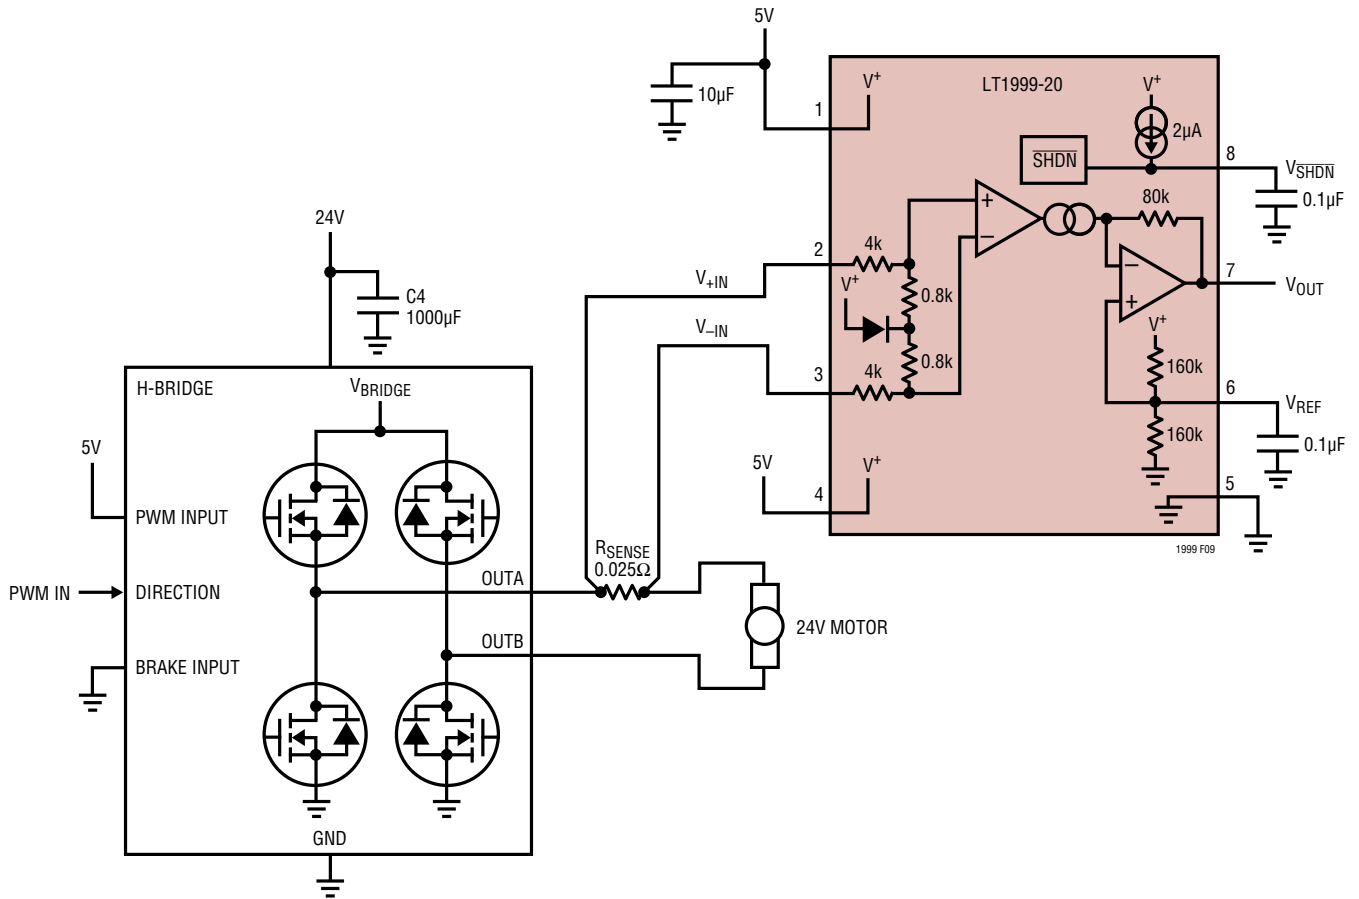 5V
10µF
1
V+
LT1999-20
V+
2µA
SHDN
8
VSHDN
0.1µF
80k
24V
C4
1000µF
2
4k
V+IN
V+
0.8k
7
VOUT
V–IN
0.8k
V+
3
4k
160k
6
VREF
160k
0.1µF
H-BRIDGE
VBRIDGE
5V
PWM INPUT
5V
4
V+
5
1999 F09
RSENSE
0.025Ω
PWM IN
DIRECTION
OUTA
24V MOTOR
OUTB
BRAKE INPUT
GND
+
–
–
+